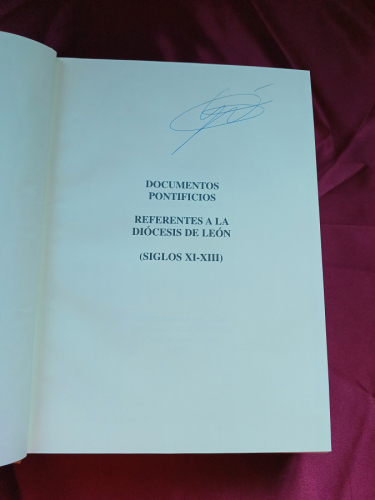 DOCUMENTOS
PONTIFICIOS
REFERENTES A LA
DIÓCESIS DE LEÓN
(SIGLOS XI-XIII)